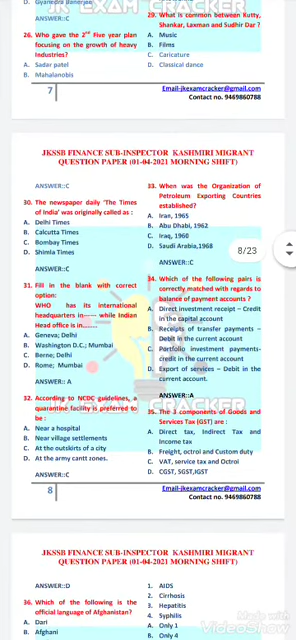 D. Gyanedra Banerjee
ANSWER::C
26. Who gave the 2nd Five year plan
focusing on the growth of heavy
Industries?
A. Sadar patel
B. Mahalanobis
29. What is common between Kutty,
Shankar, Laxman and Sudhir Dar ?
A. Music
B. Films
C. Caricature
D. Classical dance
7
Email-jkexamcracker@gmail.com
Contact no. 9469860788
JKSSB FINANCE SUB-INSPECTOR KASHMIRI MIGRANT
QUESTION PAPER (01-04-2021 MORNING SHIFT)
ANSWER::C
30. The newspaper daily 'The Times
of India' was originally called as :
A. Delhi Times
B. Calcutta Times
C. Bombay Times
D. Shimla Times
ANSWER::C
31. Fill in the blank with correct
option:
WHO has its international
headquarters in------ while Indian
Head office is in.......
A. Geneva; Delhi
B. Washington D.C.; Mumbai
C. Berne; Delhi
D. Rome; Mumbai
ANSWER:: A
32. According to NCDC guidelines, a
quarantine facility is preferred to
be :
A. Near a hospital
B. Near village settlements
C. At the outskirts of a city
D. At the army cantt zones.
ANSWER::C
33. When was the Organization of
Petroleum Exporting Countries
established?
A. Iran, 1965
B. Abu Dhabi, 1962
C. Iraq, 1960
D. Saudi Arabia,1968
ANSWER::C
8/23
34. Which of the following pairs is
correctly matched with regards to
balance of payment accounts ?
A. Direct investment receipt – Credit
in the capital account
B. Receipts of transfer payments –
Debit in the current account
C. Portfolio investment payments-
credit in the current account
D. Export of services – Debit in the
current account.
ANSWER::A
35. The 3 components of Goods and
Services Tax (GST) are :
A. Direct tax, Indirect Tax and
Income tax
B. Freight, octroi and Custom duty
C. VAT, service tax and Octroi
D. CGST, SGST,IGST
JK EXAM CRACKER
8
Email-jkexamcracker@gmail.com
Contact no. 9469860788
JKSSB FINANCE SUB-INSPECTOR KASHMIRI MIGRANT
QUESTION PAPER (01-04-2021 MORNING SHIFT)
ANSWER::D
36. Which of the following is the
official language of Afghanistan?
A. Dari
B. Afghani
1. AIDS
2. Cirrhosis
3. Hepatitis
4. Syphilis
A. Only 1
B. Only 4
Made with
VideoShow